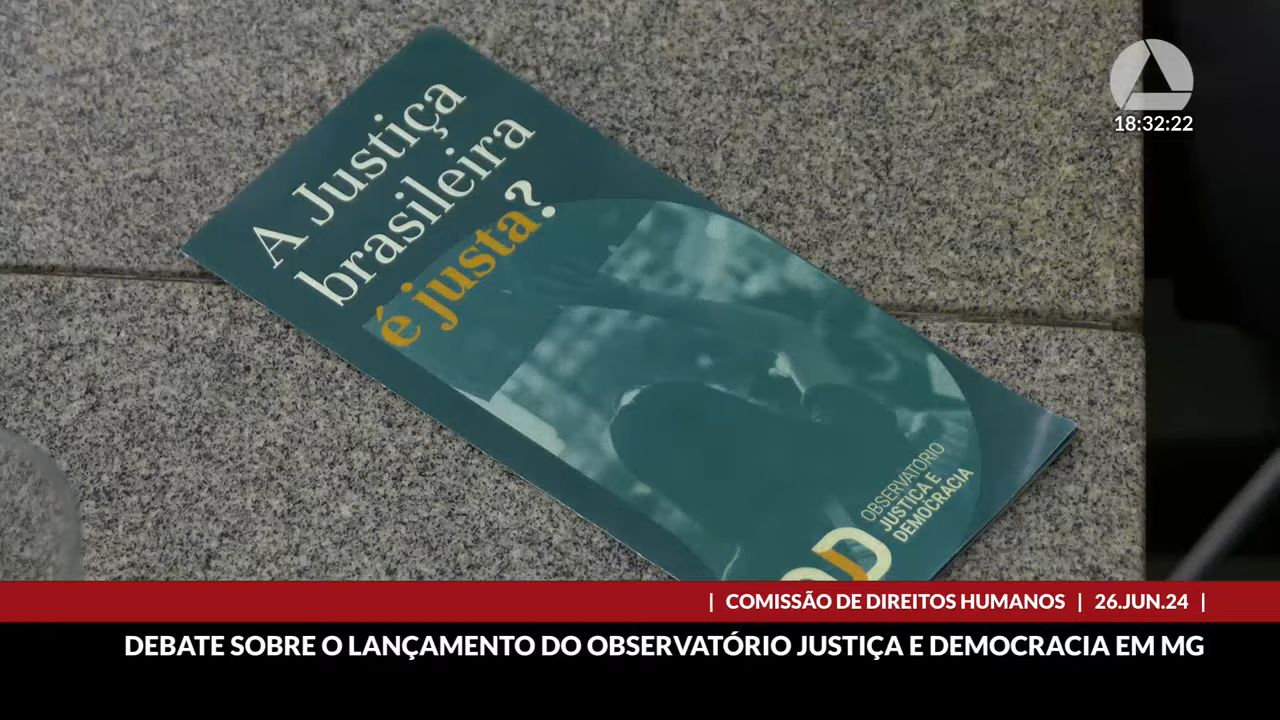 A Justiça
brasileira
é justa?
OBSERVATÓRIO
JUSTIÇA E
DEMOCRACIA
OJD
18:32:22
| COMISSÃO DE DIREITOS HUMANOS | 26.JUN.24 |
DEBATE SOBRE O LANÇAMENTO DO OBSERVATÓRIO JUSTIÇA E DEMOCRACIA EM MG